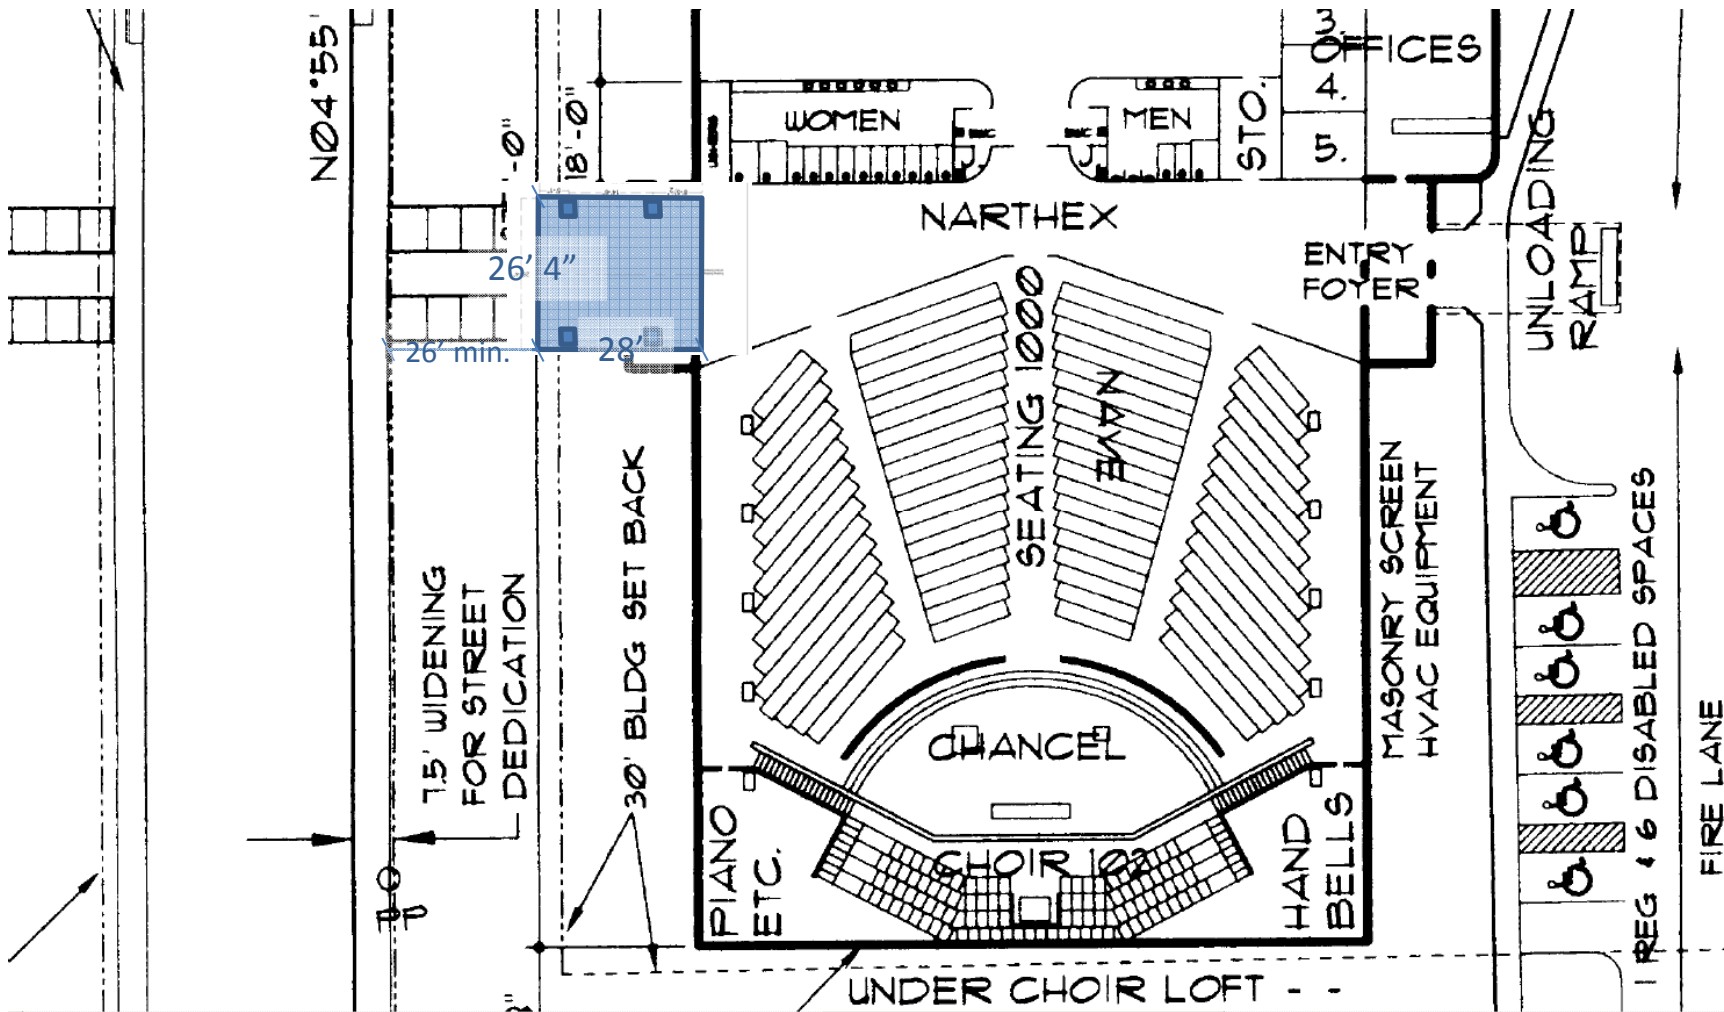 N04°55'
-0"
18'-0"
USHERS
WOMEN
MEN
STO.
3.
OFFICES
4.
5.
UNLOADING
RAMP
NARTHEX
ENTRY
FOYER
26' 4"
26' min.
28'
SEATING 1000
NAVE
7.5' WIDENING
FOR STREET
DEDICATION
30' BLDG SET BACK
MASONRY SCREEN
HVAC EQUIPMENT
1 REG & 6 DISABLED SPACES
FIRE LANE
CHANCEL
PIANO
ETC.
CHOIR 102
HAND
BELLS
UNDER CHOIR LOFT - -